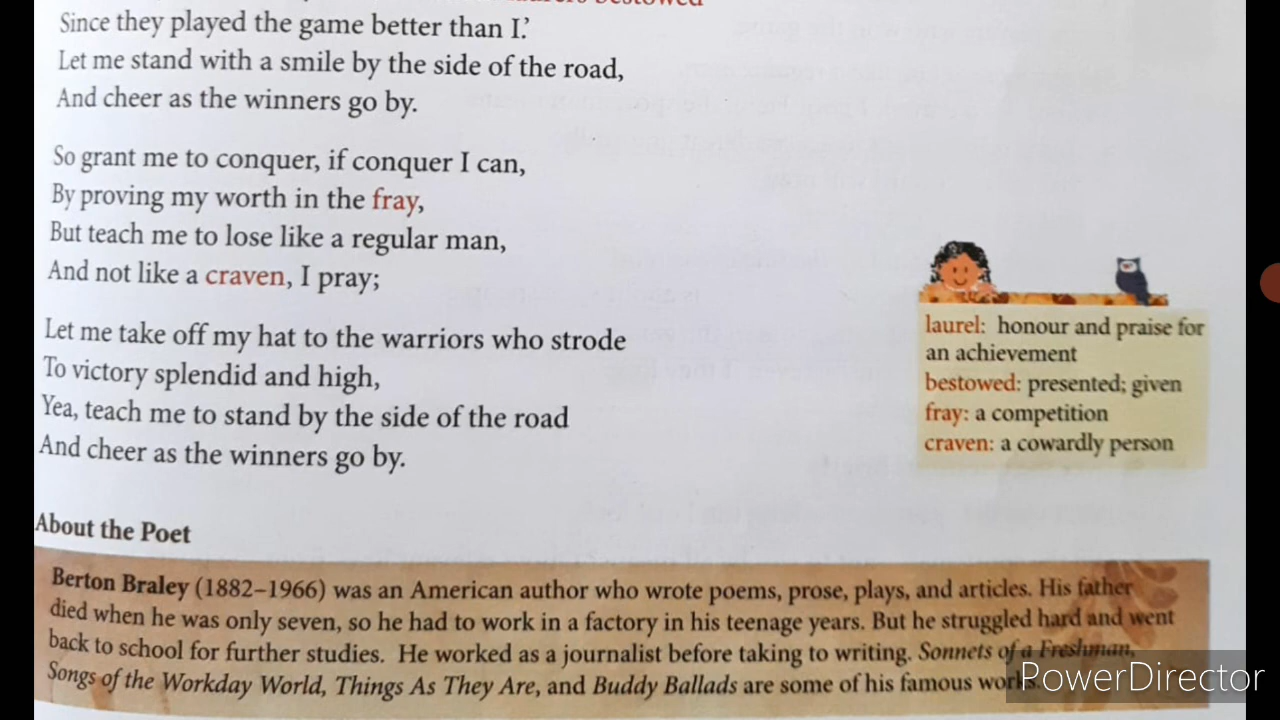 bestowed
Since they played the game better than I.’
Let me stand with a smile by the side of the road,
And cheer as the winners go by.
So grant me to conquer, if conquer I can,
By proving my worth in the fray,
But teach me to lose like a regular man,
And not like a craven, I pray;
Let me take off my hat to the warriors who strode
To victory splendid and high,
Yea, teach me to stand by the side of the road
And cheer as the winners go by.
laurel: honour and praise for
an achievement
bestowed: presented; given
fray: a competition
craven: a cowardly person
About the Poet
Berton Braley (1882–1966) was an American author who wrote poems, prose, plays, and articles. His father
died when he was only seven, so he had to work in a factory in his teenage years. But he struggled hard and went
back to school for further studies. He worked as a journalist before taking to writing. Sonnets of a Freshman,
Songs of the Workday World, Things As They Are, and Buddy Ballads are some of his famous works.
PowerDirector